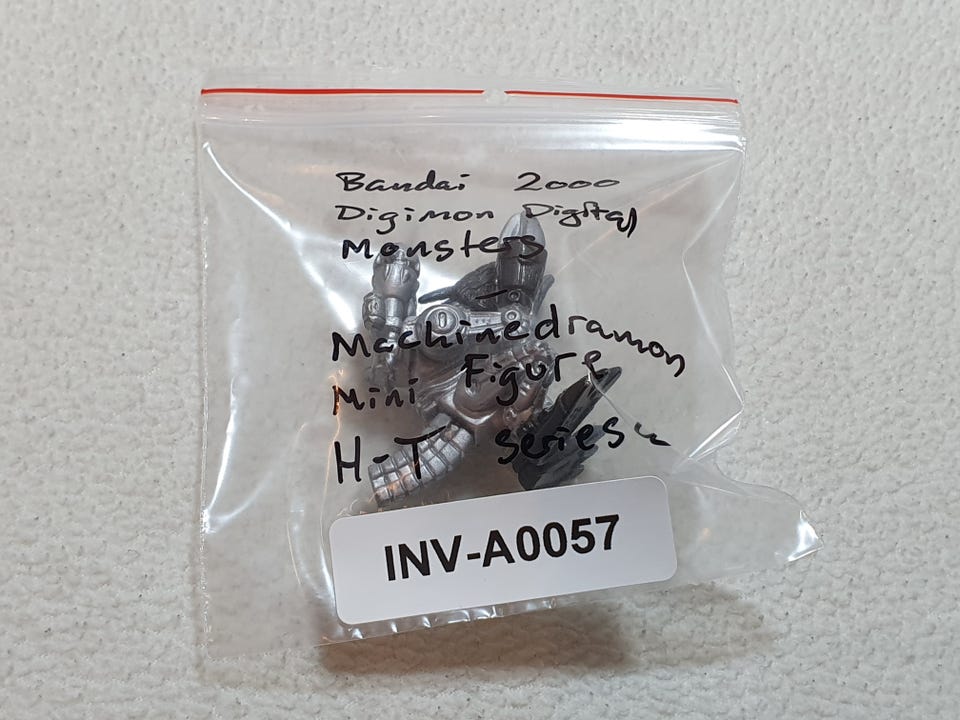 Bandai 2000
Digimon Digital
Monsters
—
Machinedramon
Mini Figure
H-T series
INV-A0057